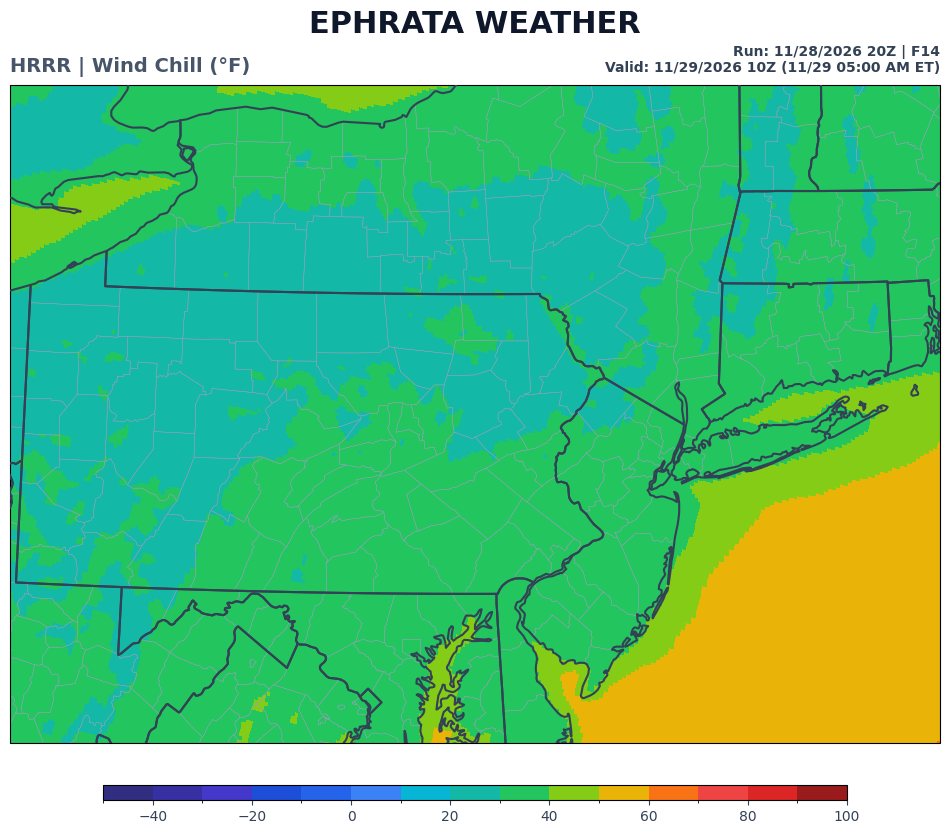 EPHRATA WEATHER
HRRR | Wind Chill (°F)
Run: 11/28/2026 20Z | F14
Valid: 11/29/2026 10Z (11/29 05:00 AM ET)
−40 −20 0 20 40 60 80 100